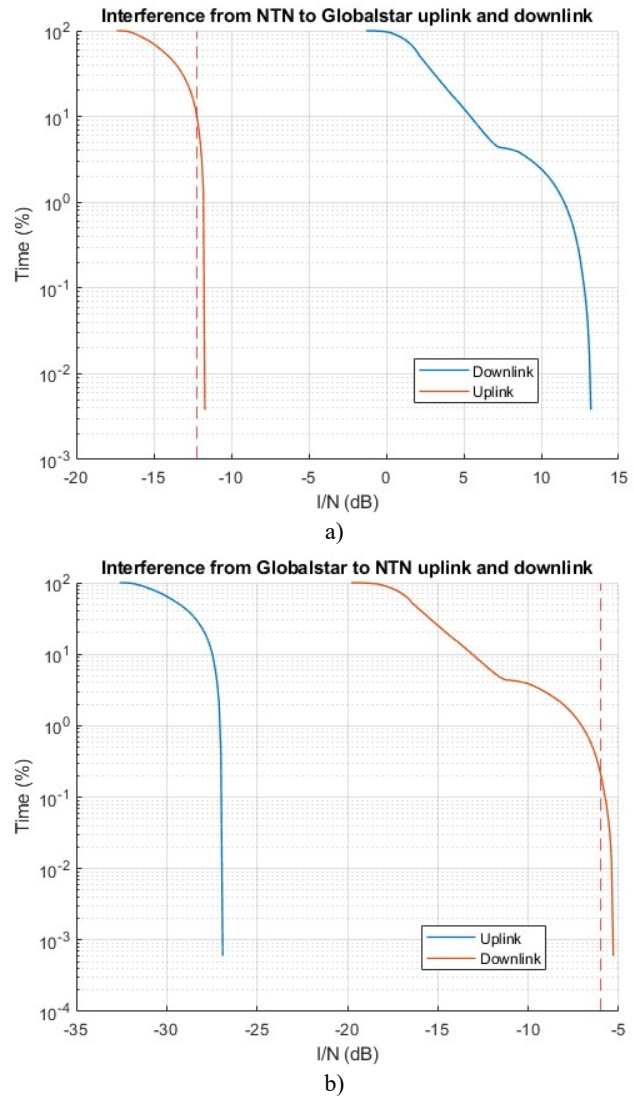 Interference from NTN to Globalstar uplink and downlink
10^2
10^1
10^0
10^-1
10^-2
10^-3
Time (%)
Downlink
Uplink
-20 -15 -10 -5 0 5 10 15
I/N (dB)
a)
Interference from Globalstar to NTN uplink and downlink
10^2
10^1
10^0
10^-1
10^-2
10^-3
10^-4
Time (%)
Uplink
Downlink
-35 -30 -25 -20 -15 -10 -5
I/N (dB)
b)